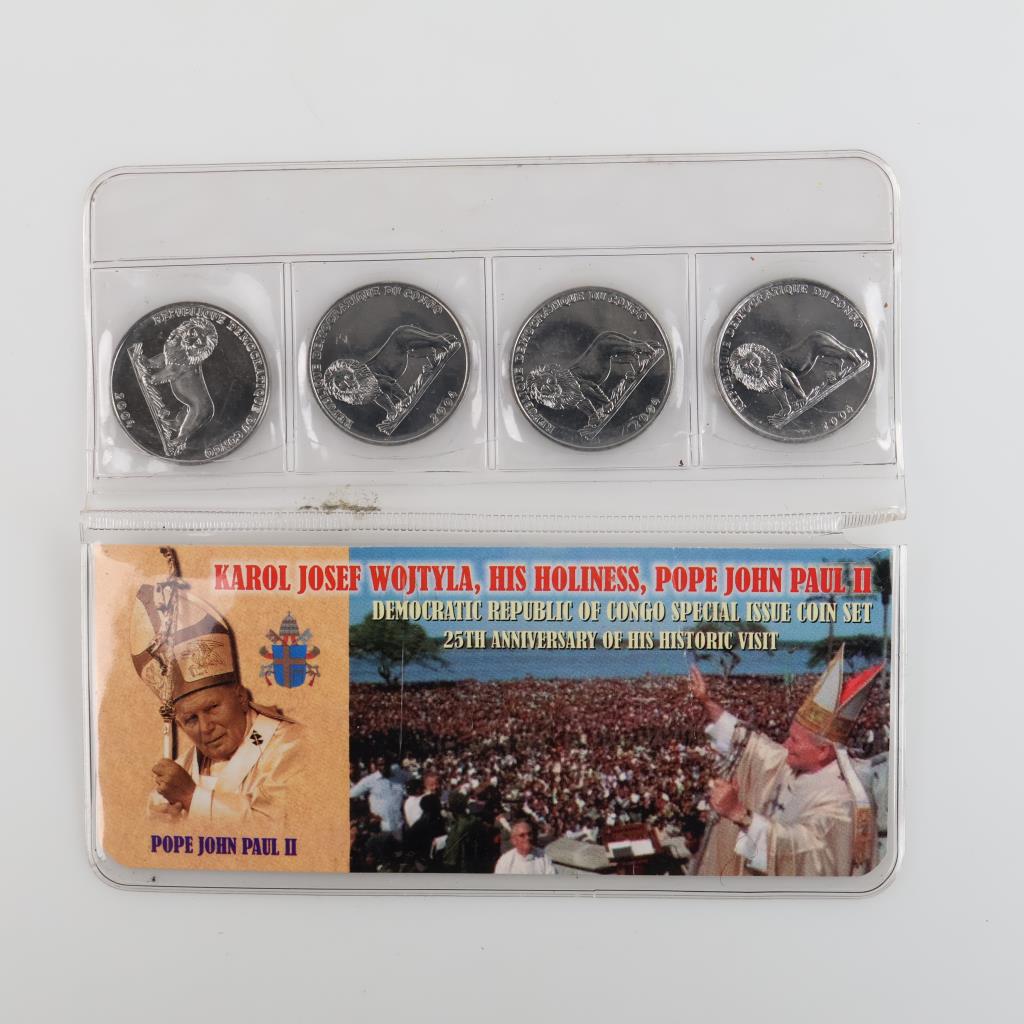 REPUBLIQUE DEMOCRATIQUE DU CONGO
2004
REPUBLIQUE DEMOCRATIQUE DU CONGO
2004
REPUBLIQUE DEMOCRATIQUE DU CONGO
2004
REPUBLIQUE DEMOCRATIQUE DU CONGO
2004
KAROL JOSEF WOJTYLA, HIS HOLINESS, POPE JOHN PAUL II
DEMOCRATIC REPUBLIC OF CONGO SPECIAL ISSUE COIN SET
25TH ANNIVERSARY OF HIS HISTORIC VISIT
POPE JOHN PAUL II